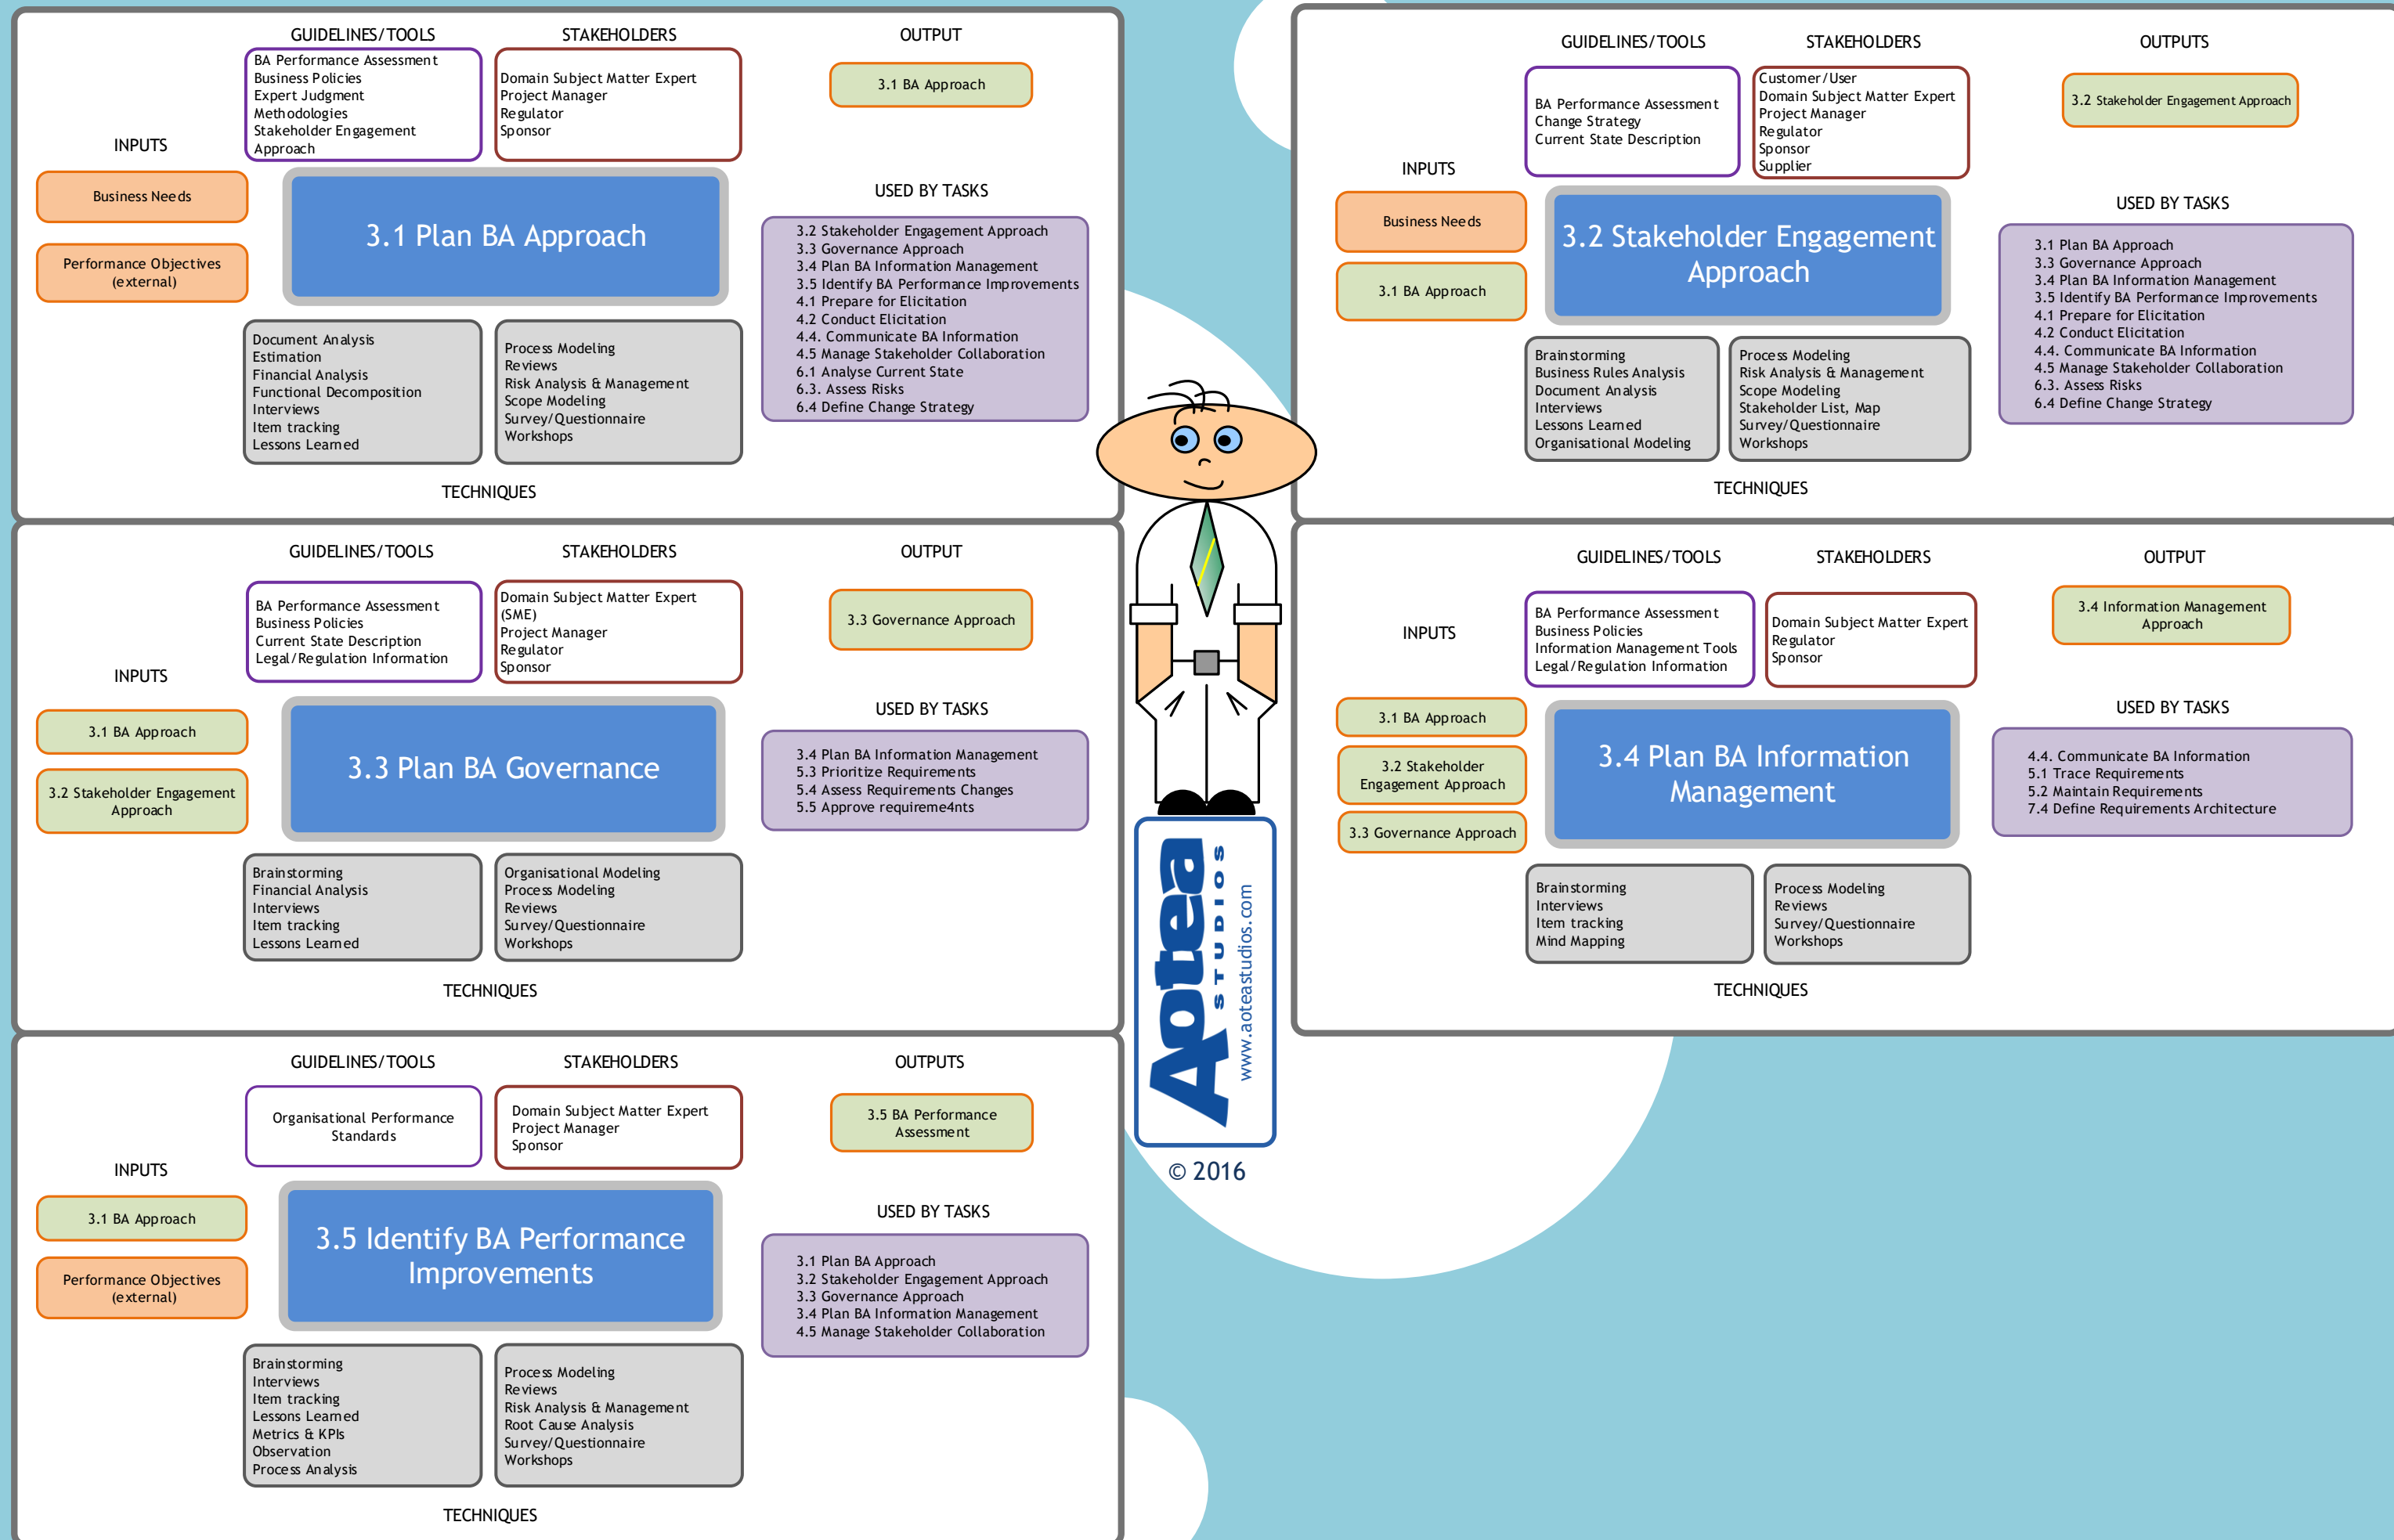 GUIDELINES/TOOLS
STAKEHOLDERS
OUTPUT
BA Performance Assessment
Business Policies
Expert Judgment
Methodologies
Stakeholder Engagement
Approach
Domain Subject Matter Expert
Project Manager
Regulator
Sponsor
3.1 BA Approach
INPUTS
Business Needs
Performance Objectives
(external)
3.1 Plan BA Approach
USED BY TASKS
3.2 Stakeholder Engagement Approach
3.3 Governance Approach
3.4 Plan BA Information Management
3.5 Identify BA Performance Improvements
4.1 Prepare for Elicitation
4.2 Conduct Elicitation
4.4. Communicate BA Information
4.5 Manage Stakeholder Collaboration
6.1 Analyse Current State
6.3. Assess Risks
6.4 Define Change Strategy
Document Analysis
Estimation
Financial Analysis
Functional Decomposition
Interviews
Item tracking
Lessons Learned
Process Modeling
Reviews
Risk Analysis & Management
Scope Modeling
Survey/Questionnaire
Workshops
TECHNIQUES
GUIDELINES/TOOLS
STAKEHOLDERS
OUTPUTS
BA Performance Assessment
Change Strategy
Current State Description
Customer/User
Domain Subject Matter Expert
Project Manager
Regulator
Sponsor
Supplier
3.2 Stakeholder Engagement Approach
INPUTS
Business Needs
3.1 BA Approach
3.2 Stakeholder Engagement
Approach
USED BY TASKS
3.1 Plan BA Approach
3.3 Governance Approach
3.4 Plan BA Information Management
3.5 Identify BA Performance Improvements
4.1 Prepare for Elicitation
4.2 Conduct Elicitation
4.4. Communicate BA Information
4.5 Manage Stakeholder Collaboration
6.3. Assess Risks
6.4 Define Change Strategy
Brainstorming
Business Rules Analysis
Document Analysis
Interviews
Lessons Learned
Organisational Modeling
Process Modeling
Risk Analysis & Management
Scope Modeling
Stakeholder List, Map
Survey/Questionnaire
Workshops
TECHNIQUES
GUIDELINES/TOOLS
STAKEHOLDERS
OUTPUT
BA Performance Assessment
Business Policies
Current State Description
Legal/Regulation Information
Domain Subject Matter Expert
(SME)
Project Manager
Regulator
Sponsor
3.3 Governance Approach
INPUTS
3.1 BA Approach
3.2 Stakeholder Engagement
Approach
3.3 Plan BA Governance
USED BY TASKS
3.4 Plan BA Information Management
5.3 Prioritize Requirements
5.4 Assess Requirements Changes
5.5 Approve requireme4nts
Brainstorming
Financial Analysis
Interviews
Item tracking
Lessons Learned
Organisational Modeling
Process Modeling
Reviews
Survey/Questionnaire
Workshops
TECHNIQUES
GUIDELINES/TOOLS
STAKEHOLDERS
OUTPUT
BA Performance Assessment
Business Policies
Information Management Tools
Legal/Regulation Information
Domain Subject Matter Expert
Regulator
Sponsor
3.4 Information Management
Approach
INPUTS
3.1 BA Approach
3.2 Stakeholder
Engagement Approach
3.3 Governance Approach
3.4 Plan BA Information
Management
USED BY TASKS
4.4. Communicate BA Information
5.1 Trace Requirements
5.2 Maintain Requirements
7.4 Define Requirements Architecture
Brainstorming
Interviews
Item tracking
Mind Mapping
Process Modeling
Reviews
Survey/Questionnaire
Workshops
TECHNIQUES
GUIDELINES/TOOLS
STAKEHOLDERS
OUTPUTS
Organisational Performance
Standards
Domain Subject Matter Expert
Project Manager
Sponsor
3.5 BA Performance
Assessment
INPUTS
3.1 BA Approach
Performance Objectives
(external)
3.5 Identify BA Performance
Improvements
USED BY TASKS
3.1 Plan BA Approach
3.2 Stakeholder Engagement Approach
3.3 Governance Approach
3.4 Plan BA Information Management
4.5 Manage Stakeholder Collaboration
Brainstorming
Interviews
Item tracking
Lessons Learned
Metrics & KPIs
Observation
Process Analysis
Process Modeling
Reviews
Risk Analysis & Management
Root Cause Analysis
Survey/Questionnaire
Workshops
TECHNIQUES
Aotea
STUDIOS
www.aoteastudios.com
© 2016